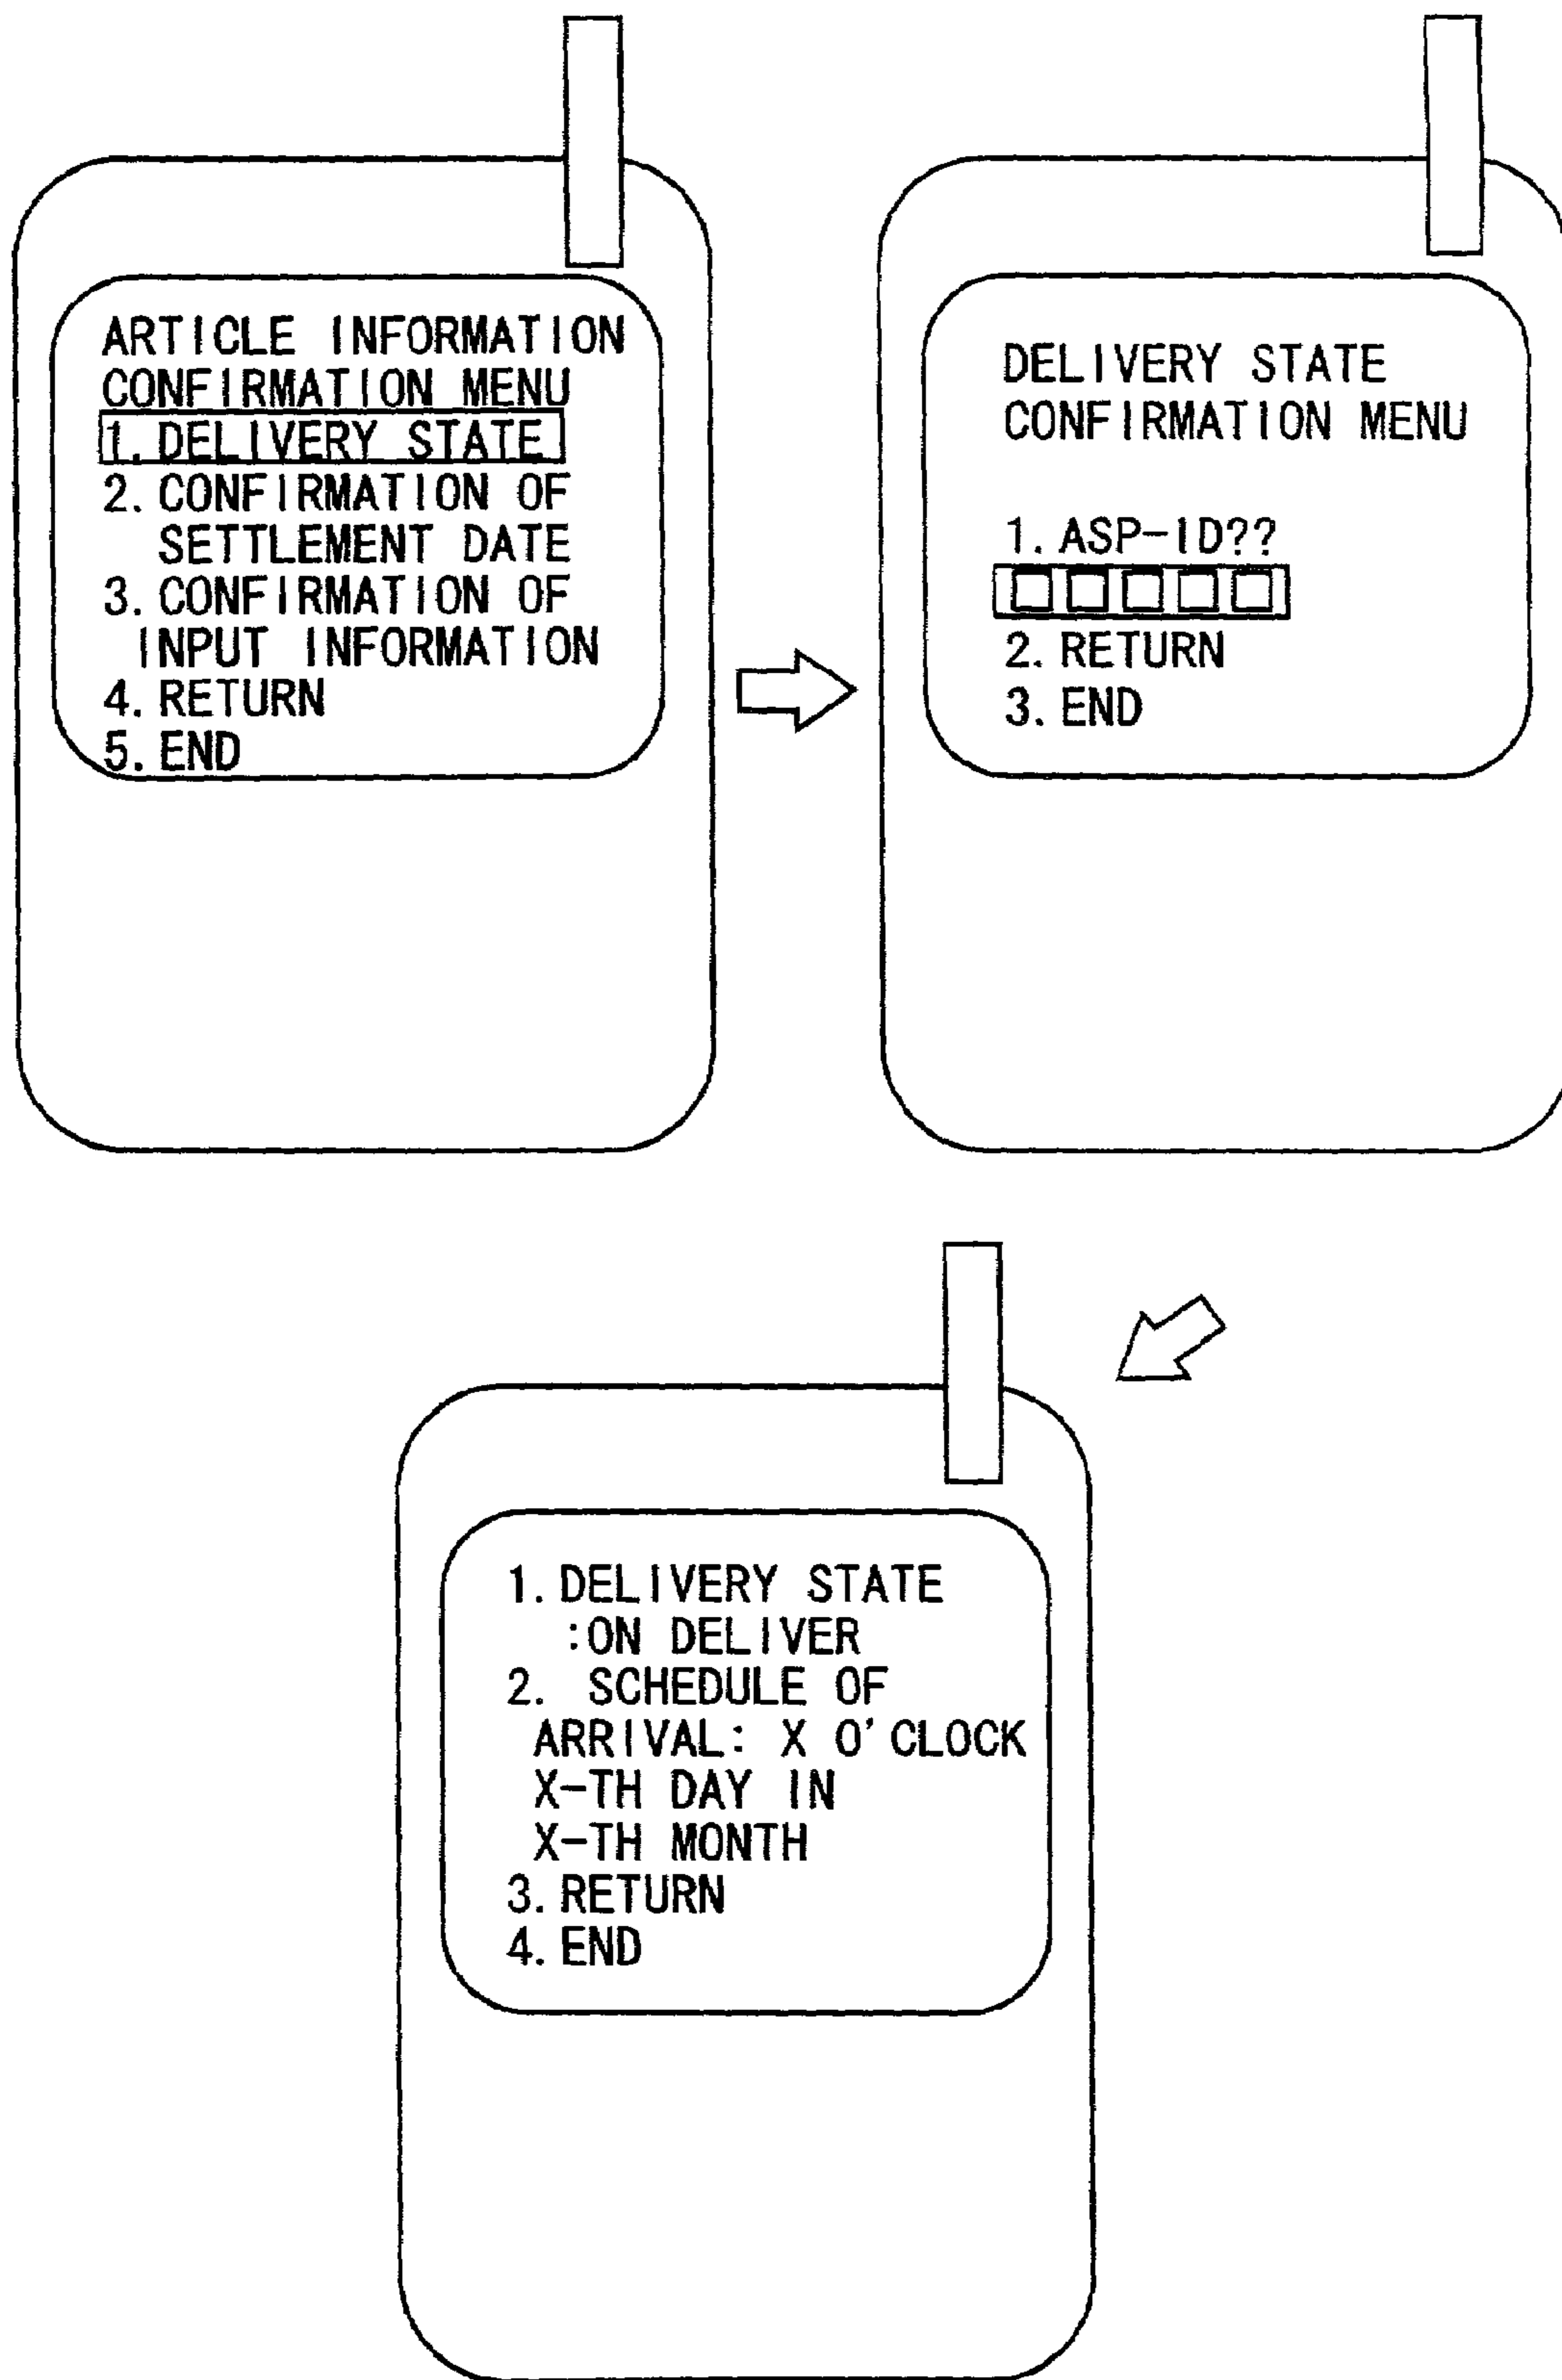 ARTICLE INFORMATION
CONFIRMATION MENU
1. DELIVERY STATE
2. CONFIRMATION OF
SETTLEMENT DATE
3. CONFIRMATION OF
INPUT INFORMATION
4. RETURN
5. END
DELIVERY STATE
CONFIRMATION MENU
1. ASP-ID??
□□□□□
2. RETURN
3. END
1. DELIVERY STATE
:ON DELIVER
2. SCHEDULE OF
ARRIVAL: X O'CLOCK
X-TH DAY IN
X-TH MONTH
3. RETURN
4. END